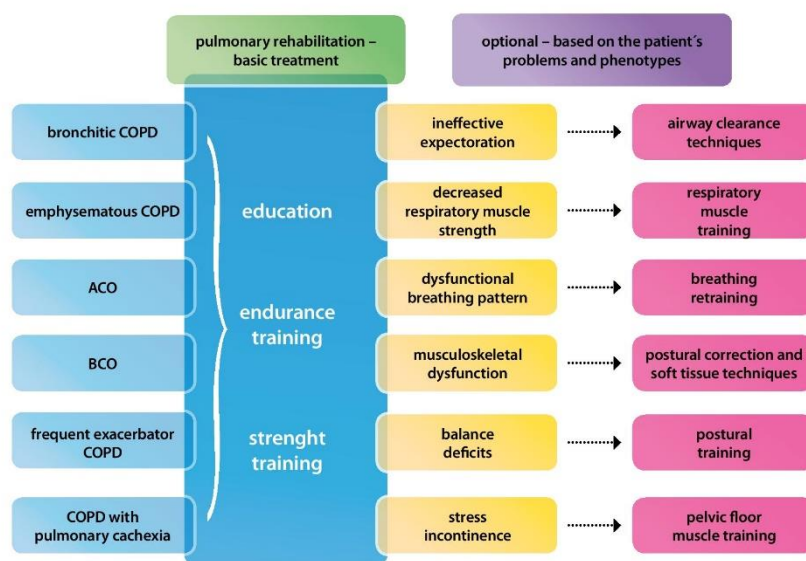 pulmonary rehabilitation –
basic treatment
optional – based on the patient´s
problems and phenotypes
bronchitic COPD
emphysematous COPD
ACO
BCO
frequent exacerbator
COPD
COPD with
pulmonary cachexia
education
endurance
training
strenght
training
ineffective
expectoration
airway clearance
techniques
decreased
respiratory muscle
strength
respiratory
muscle
training
dysfunctional
breathing pattern
breathing
retraining
musculoskeletal
dysfunction
postural correction and
soft tissue techniques
balance
deficits
postural
training
stress
incontinence
pelvic floor
muscle training